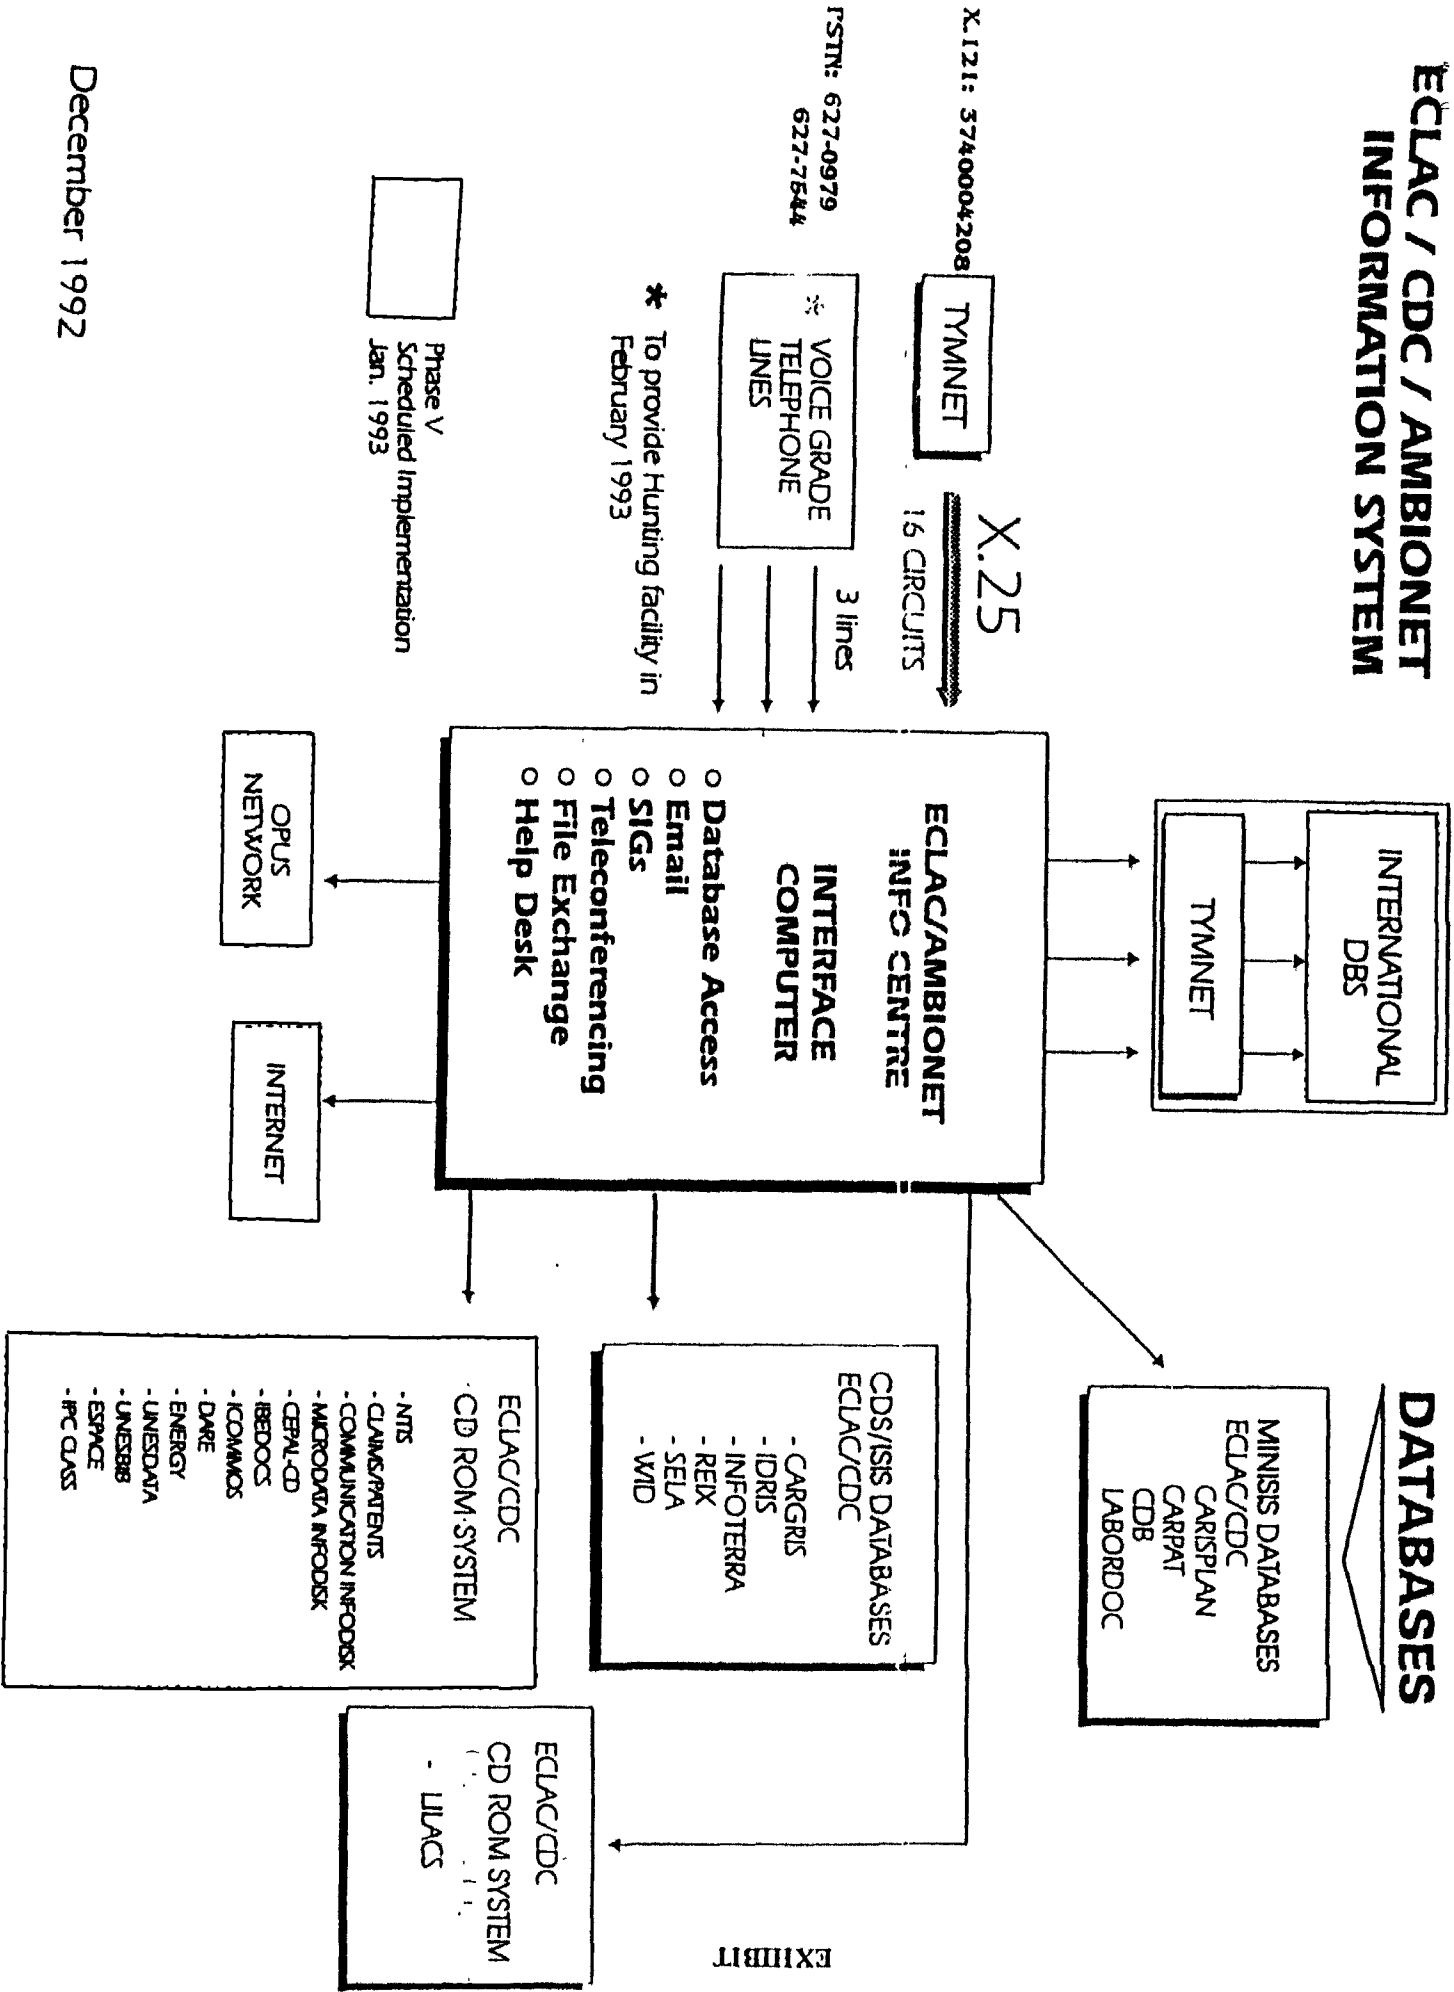 ECLAC / CDC / AMBIONET
INFORMATION SYSTEM
DATABASES
INTERNATIONAL
DBS
TYMNET
X.121: 3740004208
TYMNET
X.25
16 CIRCUITS
PSTN: 627-0979
627-7544
* VOICE GRADE
TELEPHONE
LINES
3 lines
* To provide Hunting facility in
February 1993
Phase V
Scheduled Implementation
Jan. 1993
December 1992
ECLAC/AMBIONET
INFO CENTRE
INTERFACE
COMPUTER
o Database Access
o Email
o SIGs
o Teleconferencing
o File Exchange
o Help Desk
OPUS
NETWORK
INTERNET
MINISIS DATABASES
ECLAC/CDC
CARISPLAN
CARPAT
CDB
LABORDOC
CDS/ISIS DATABASES
ECLAC/CDC
- CARGRIS
- IDRIS
- INFOTERRA
- REIX
- SELA
- WID
ECLAC/CDC
CD ROM SYSTEM
- NTIS
- CLAIMS/PATENTS
- COMMUNICATION INFODISK
- MICRODATA INFODISK
- CEPAL-CD
- IBEDOCS
- ICOMMOS
- DARE
- ENERGY
- UNESDATA
- UNESBIB
- ESPACE
- IPC CLASS
ECLAC/CDC
CD ROM SYSTEM
- LILACS
EXHIBIT